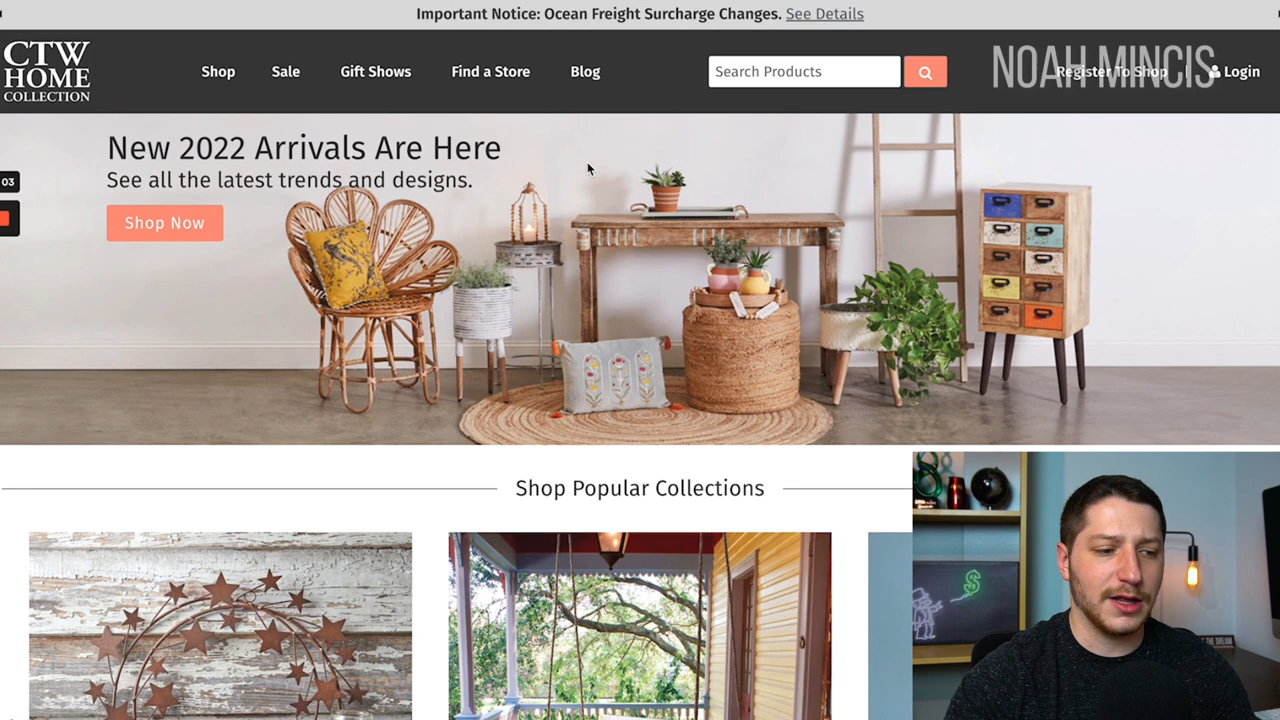 Important Notice: Ocean Freight Surcharge Changes. See Details
CTW
HOME
COLLECTION
Shop
Sale
Gift Shows
Find a Store
Blog
Search Products
NOAH MINCIS
Register To Shop
Login
New 2022 Arrivals Are Here
See all the latest trends and designs.
Shop Now
03
Shop Popular Collections